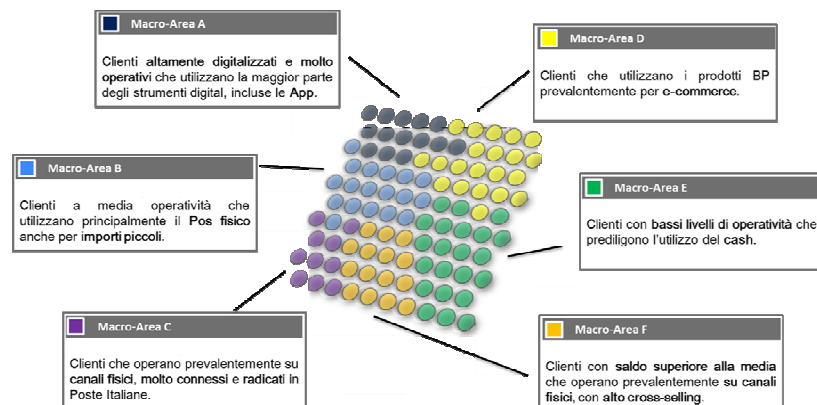 Macro-Area A
Clienti altamente digitalizzati e molto
operativi che utilizzano la maggior parte
degli strumenti digital, incluse le App.
Macro-Area D
Clienti che utilizzano i prodotti BP
prevalentemente per e-commerce.
Macro-Area B
Clienti a media operatività che
utilizzano principalmente il Pos fisico
anche per importi piccoli.
Macro-Area E
Clienti con bassi livelli di operatività che
prediligono l'utilizzo del cash.
Macro-Area C
Clienti che operano prevalentemente su
canali fisici, molto connessi e radicati in
Poste Italiane.
Macro-Area F
Clienti con saldo superiore alla media
che operano prevalentemente su canali
fisici, con alto cross-selling.